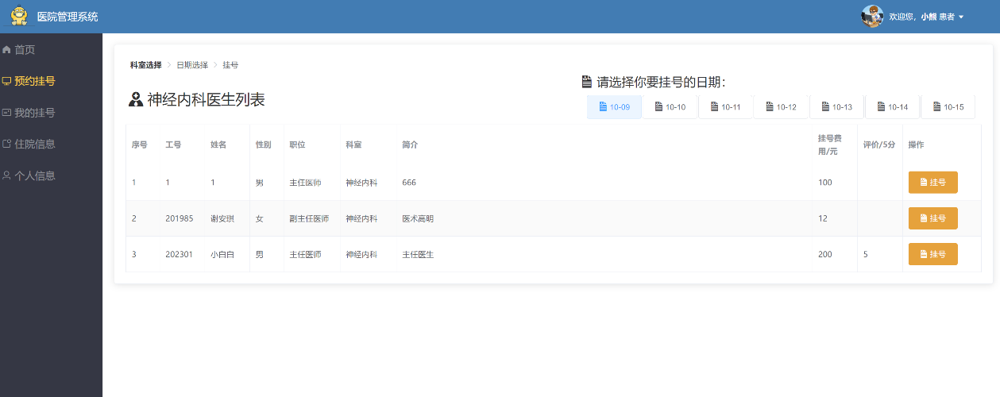 医院管理系统
欢迎您，小熊 患者
首页
预约挂号
我的挂号
住院信息
个人信息
科室选择 > 日期选择 > 挂号
神经内科医生列表
请选择你要挂号的日期：
10-09 10-10 10-11 10-12 10-13 10-14 10-15
序号 工号 姓名 性别 职位 科室 简介 挂号费用/元 评价/5分 操作
1 1 1 男 主任医师 神经内科 666 100 挂号
2 201985 谢安琪 女 副主任医师 神经内科 医术高明 12 挂号
3 202301 小白白 男 主任医师 神经内科 主任医生 200 5 挂号